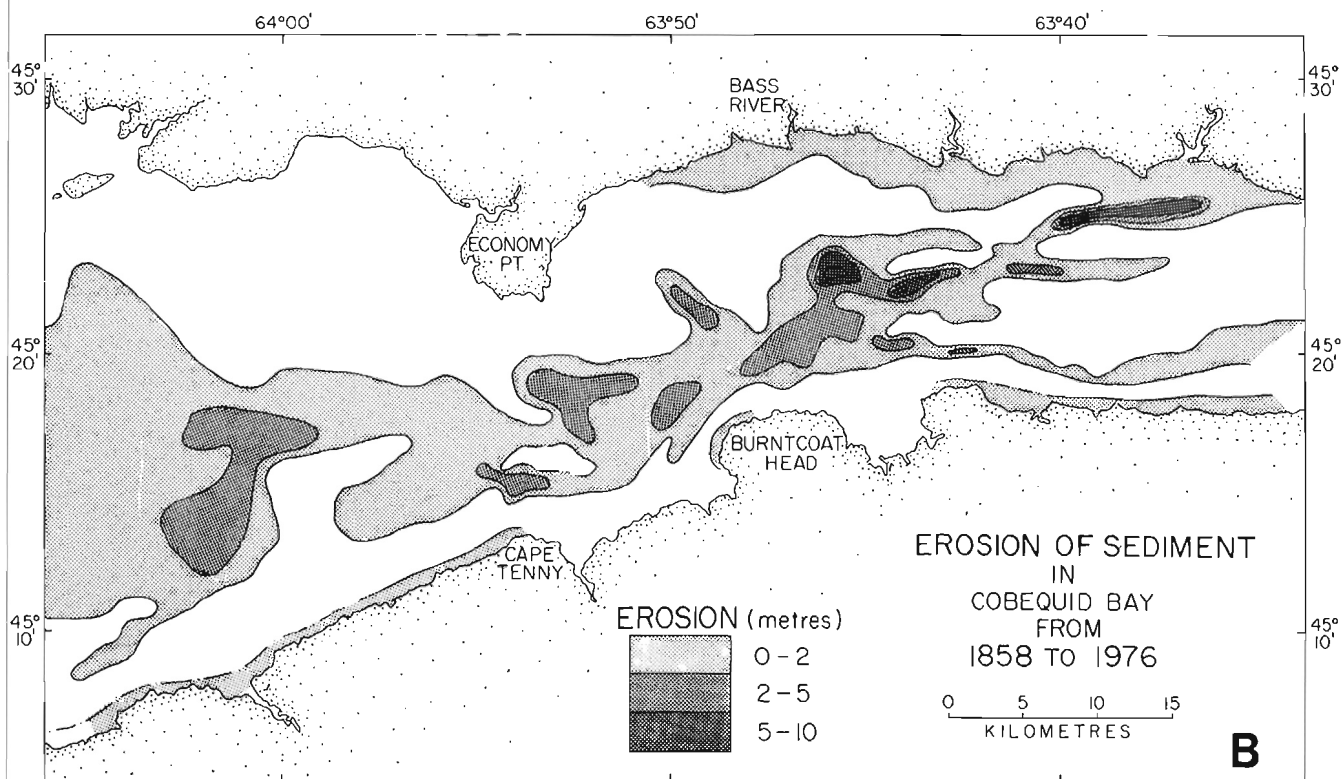 64°00' 63°50' 63°40'
45°
30'
45°
30'
BASS
RIVER
ECONOMY
PT.
45°
20'
45°
20'
BURNTCOAT
HEAD
CAPE
TENNY
45°
10'
45°
10'
EROSION OF SEDIMENT
IN
COBEQUID BAY
FROM
1858 TO 1976
EROSION (metres)
0-2
2-5
5-10
0 5 10 15
KILOMETRES
B